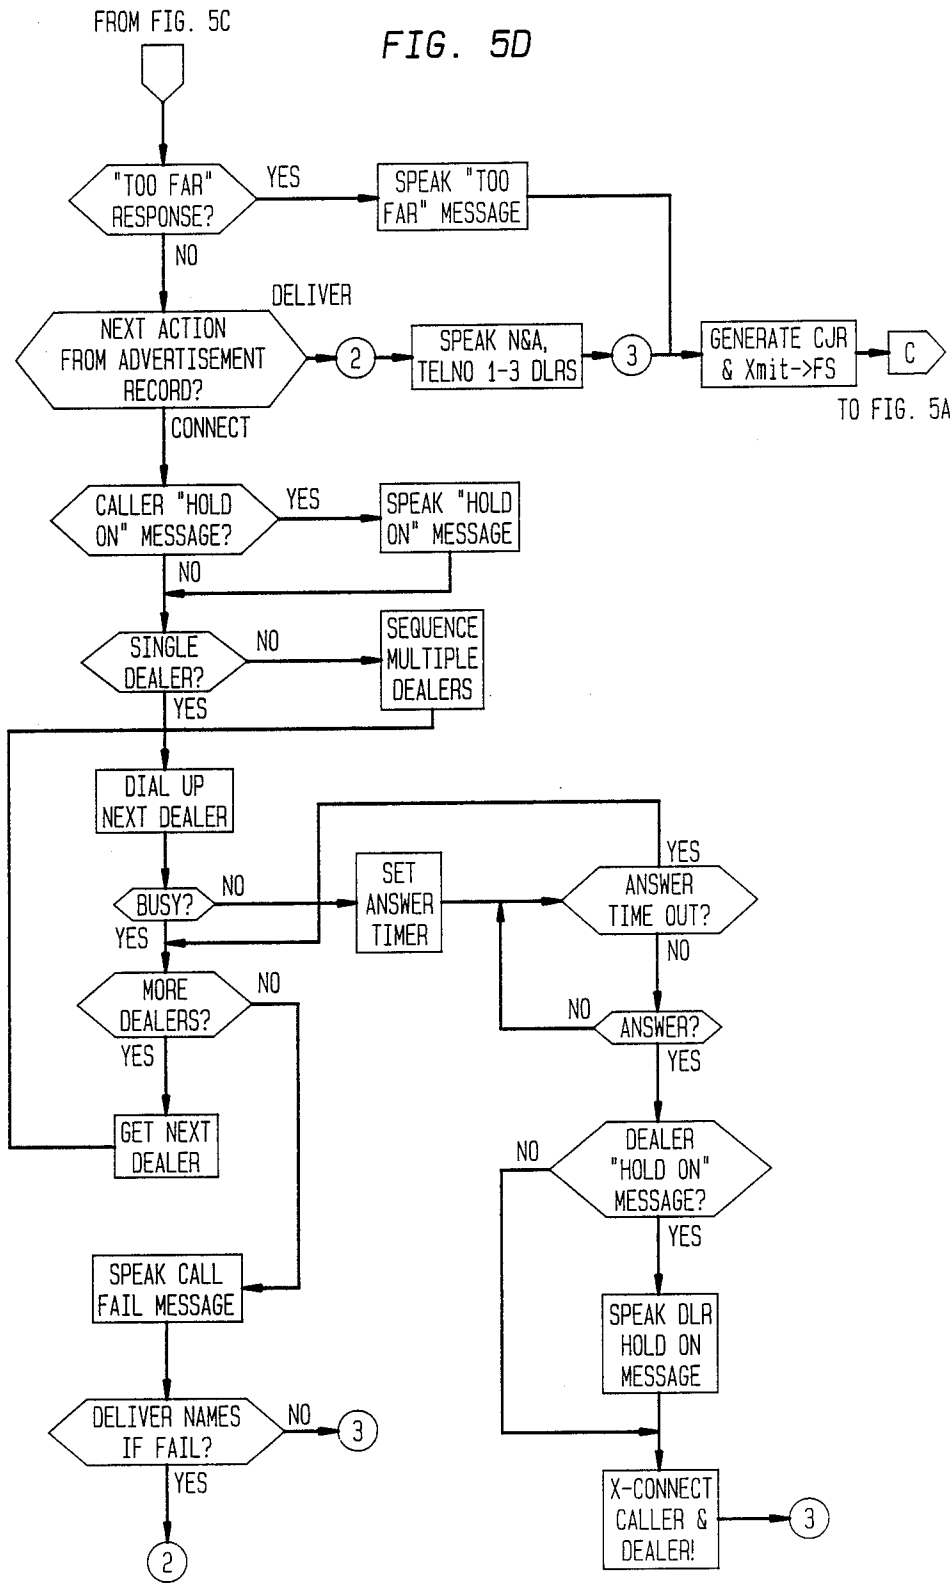 FROM FIG. 5C
FIG. 5D
"TOO FAR"
RESPONSE?
YES
SPEAK "TOO
FAR" MESSAGE
NO
DELIVER
NEXT ACTION
FROM ADVERTISEMENT
RECORD?
2
SPEAK N&A,
TELNO 1-3 DLRS
3
GENERATE CJR
& Xmit->FS
C
TO FIG. 5A
CONNECT
CALLER "HOLD
ON" MESSAGE?
YES
SPEAK "HOLD
ON" MESSAGE
NO
SINGLE
DEALER?
NO
SEQUENCE
MULTIPLE
DEALERS
YES
DIAL UP
NEXT DEALER
BUSY?
NO
SET
ANSWER
TIMER
YES
ANSWER
TIME OUT?
YES
NO
MORE
DEALERS?
NO
NO
ANSWER?
YES
YES
GET NEXT
DEALER
NO
DEALER
"HOLD ON"
MESSAGE?
YES
SPEAK CALL
FAIL MESSAGE
SPEAK DLR
HOLD ON
MESSAGE
DELIVER NAMES
IF FAIL?
NO
3
YES
2
X-CONNECT
CALLER &
DEALER!
3